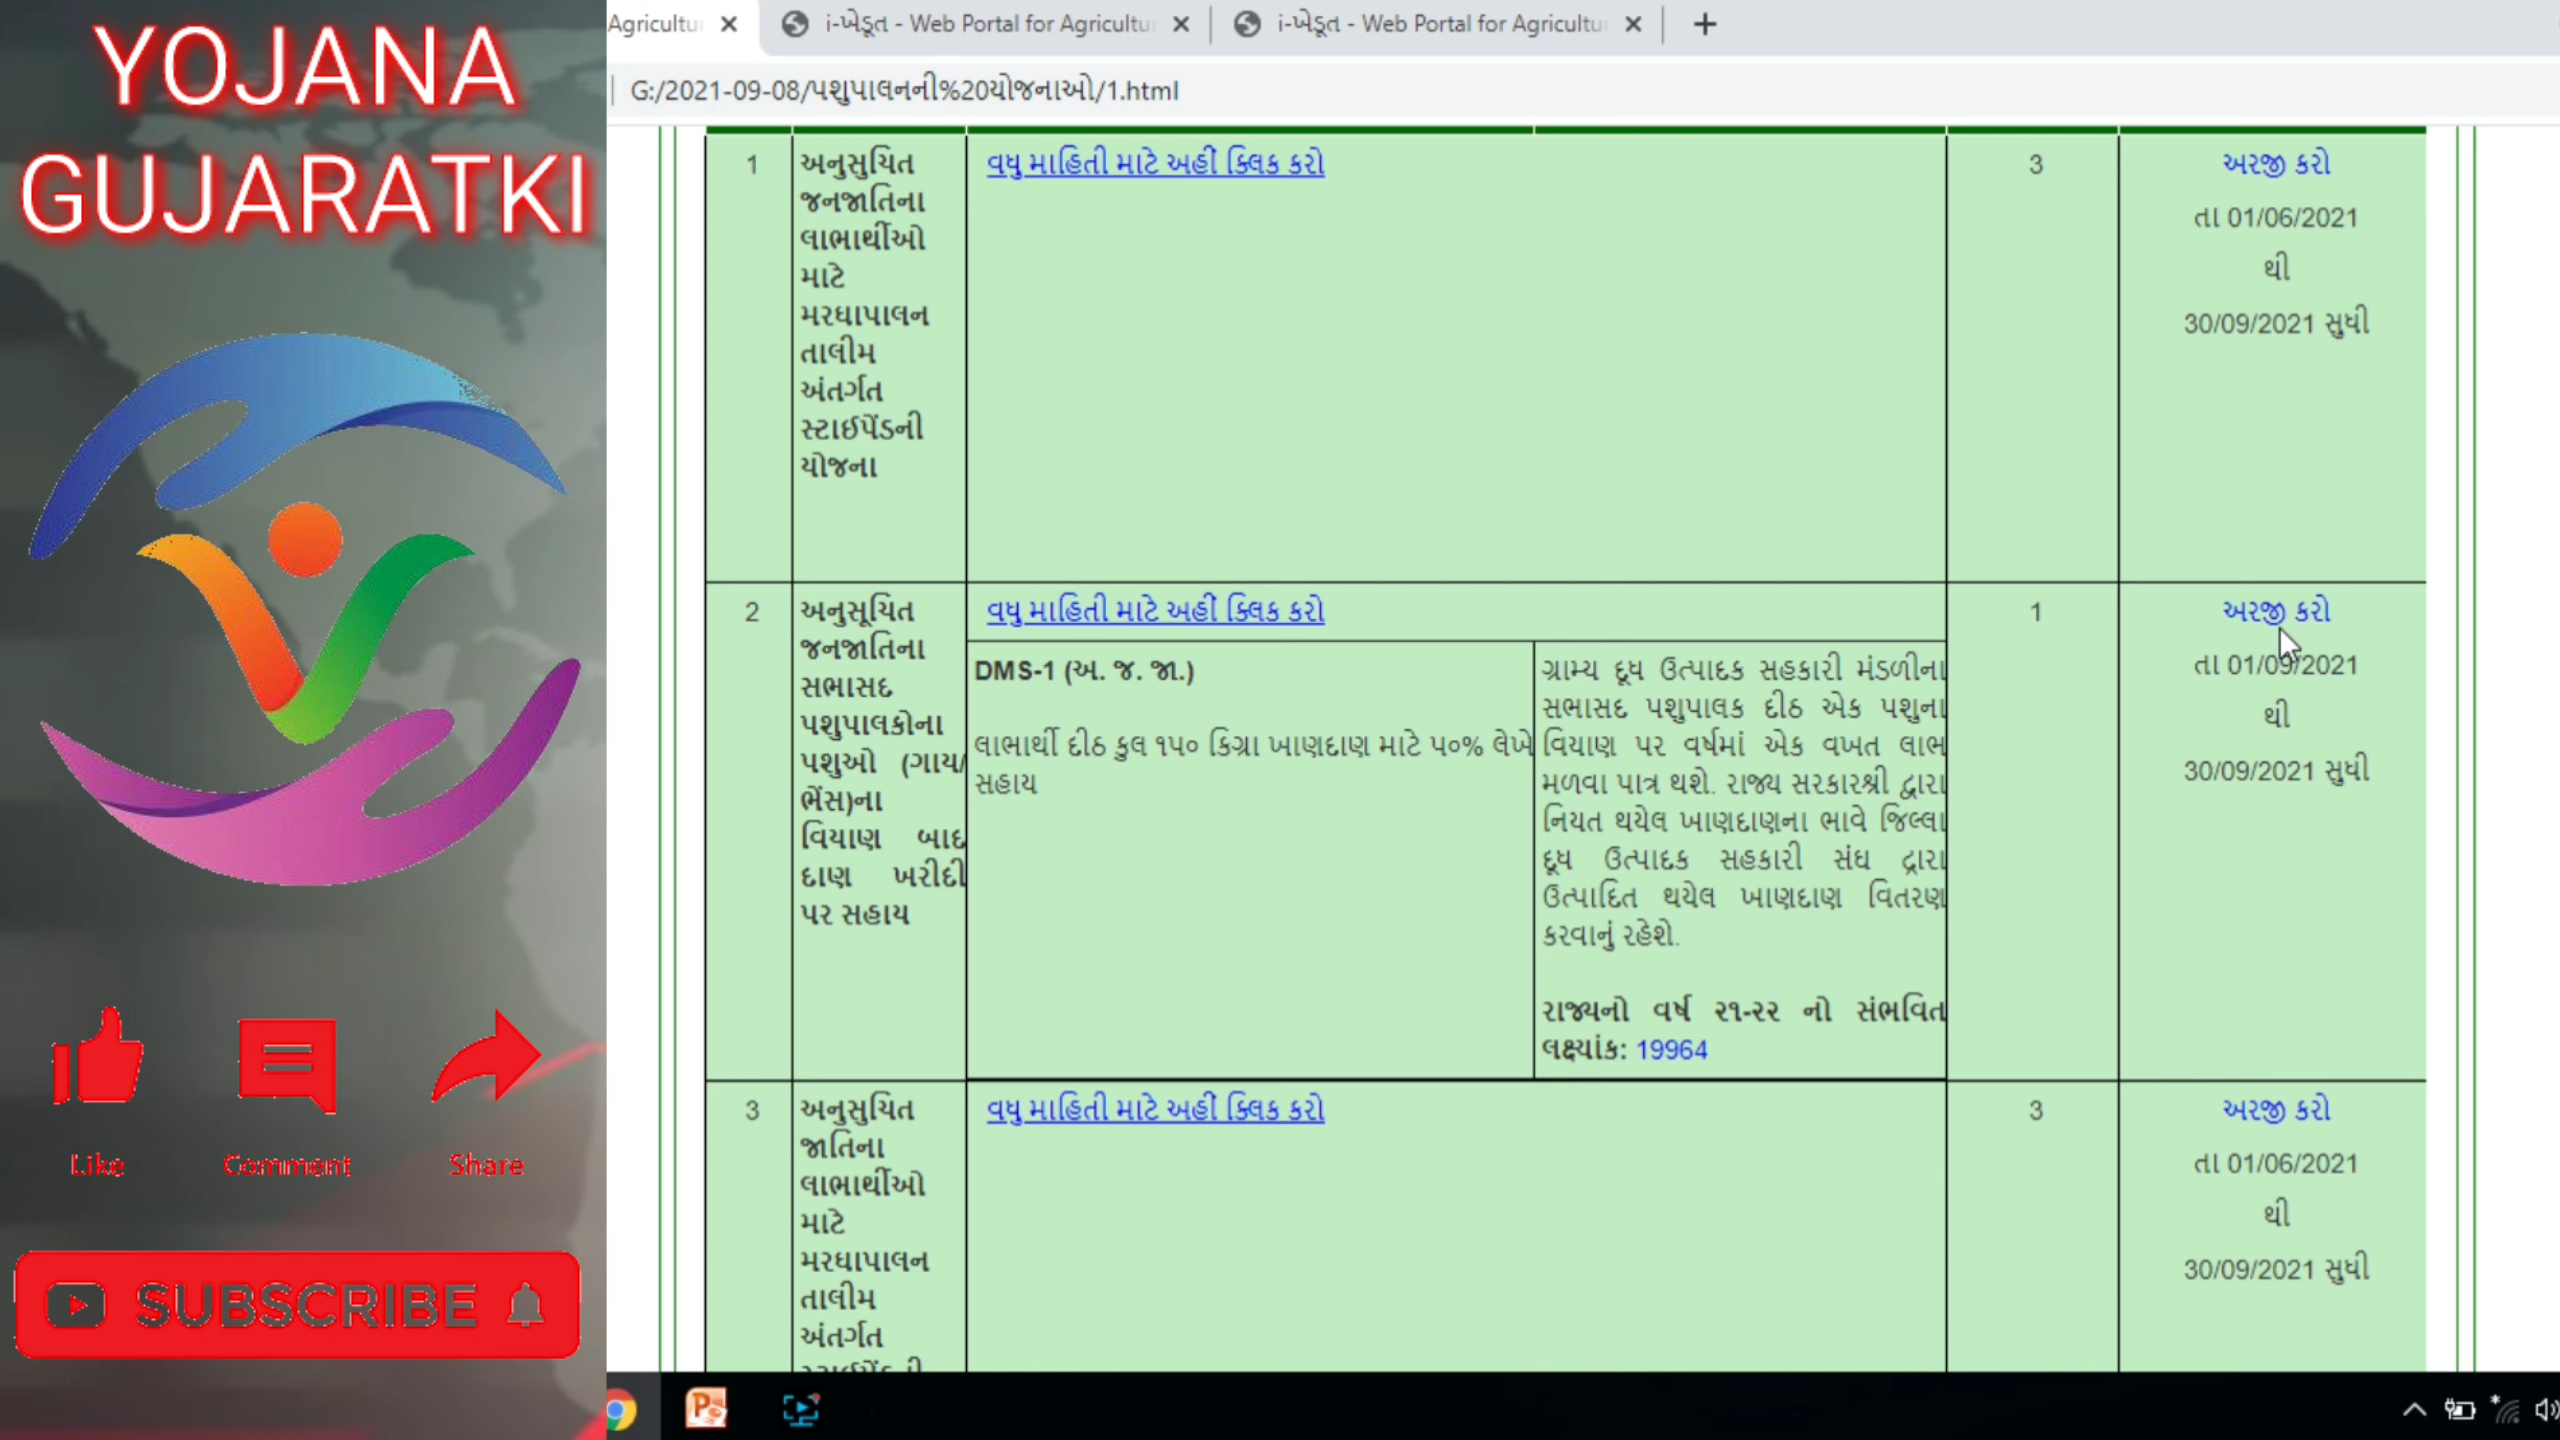 YOJANA
GUJARATKI
Like
Comment
Share
SUBSCRIBE
Agricultur
i-ખેડૂત - Web Portal for Agricultur
i-ખેડૂત - Web Portal for Agricultur
G:/2021-09-08/પશુપાલનની%20યોજનાઓ/1.html
1
અનુસુચિત
જનજાતિના
લાભાર્થીઓ
માટે
મરઘાપાલન
તાલીમ
અંતર્ગત
સ્ટાઈપેંડની
યોજના
વધુ માહિતી માટે અહીં ક્લિક કરો
3
અરજી કરો
તા 01/06/2021
થી
30/09/2021 સુધી
2
અનુસૂચિત
જનજાતિના
સભાસદ
પશુપાલકોના
પશુઓ (ગાય/
ભેંસ)ના
વિયાણ બાદ
દાણ ખરીદી
પર સહાય
વધુ માહિતી માટે અહીં ક્લિક કરો
DMS-1 (અ. જ. જા.)
લાભાર્થી દીઠ કુલ ૧૫૦ કિગ્રા ખાણદાણ માટે ૫૦% લેખે
સહાય
ગ્રામ્ય દૂધ ઉત્પાદક સહકારી મંડળીના
સભાસદ પશુપાલક દીઠ એક પશુના
વિયાણ પર વર્ષમાં એક વખત લાભ
મળવા પાત્ર થશે. રાજ્ય સરકારશ્રી દ્વારા
નિયત થયેલ ખાણદાણના ભાવે જિલ્લા
દૂધ ઉત્પાદક સહકારી સંઘ દ્રારા
ઉત્પાદિત થયેલ ખાણદાણ વિતરણ
કરવાનું રહેશે.
રાજ્યનો વર્ષ ૨૧-૨૨ નો સંભવિત
લક્ષ્યાંક: 19964
1
અરજી કરો
તા 01/09/2021
થી
30/09/2021 સુધી
3
અનુસુચિત
જાતિના
લાભાર્થીઓ
માટે
મરઘાપાલન
તાલીમ
અંતર્ગત
વધુ માહિતી માટે અહીં ક્લિક કરો
3
અરજી કરો
તા 01/06/2021
થી
30/09/2021 સુધી